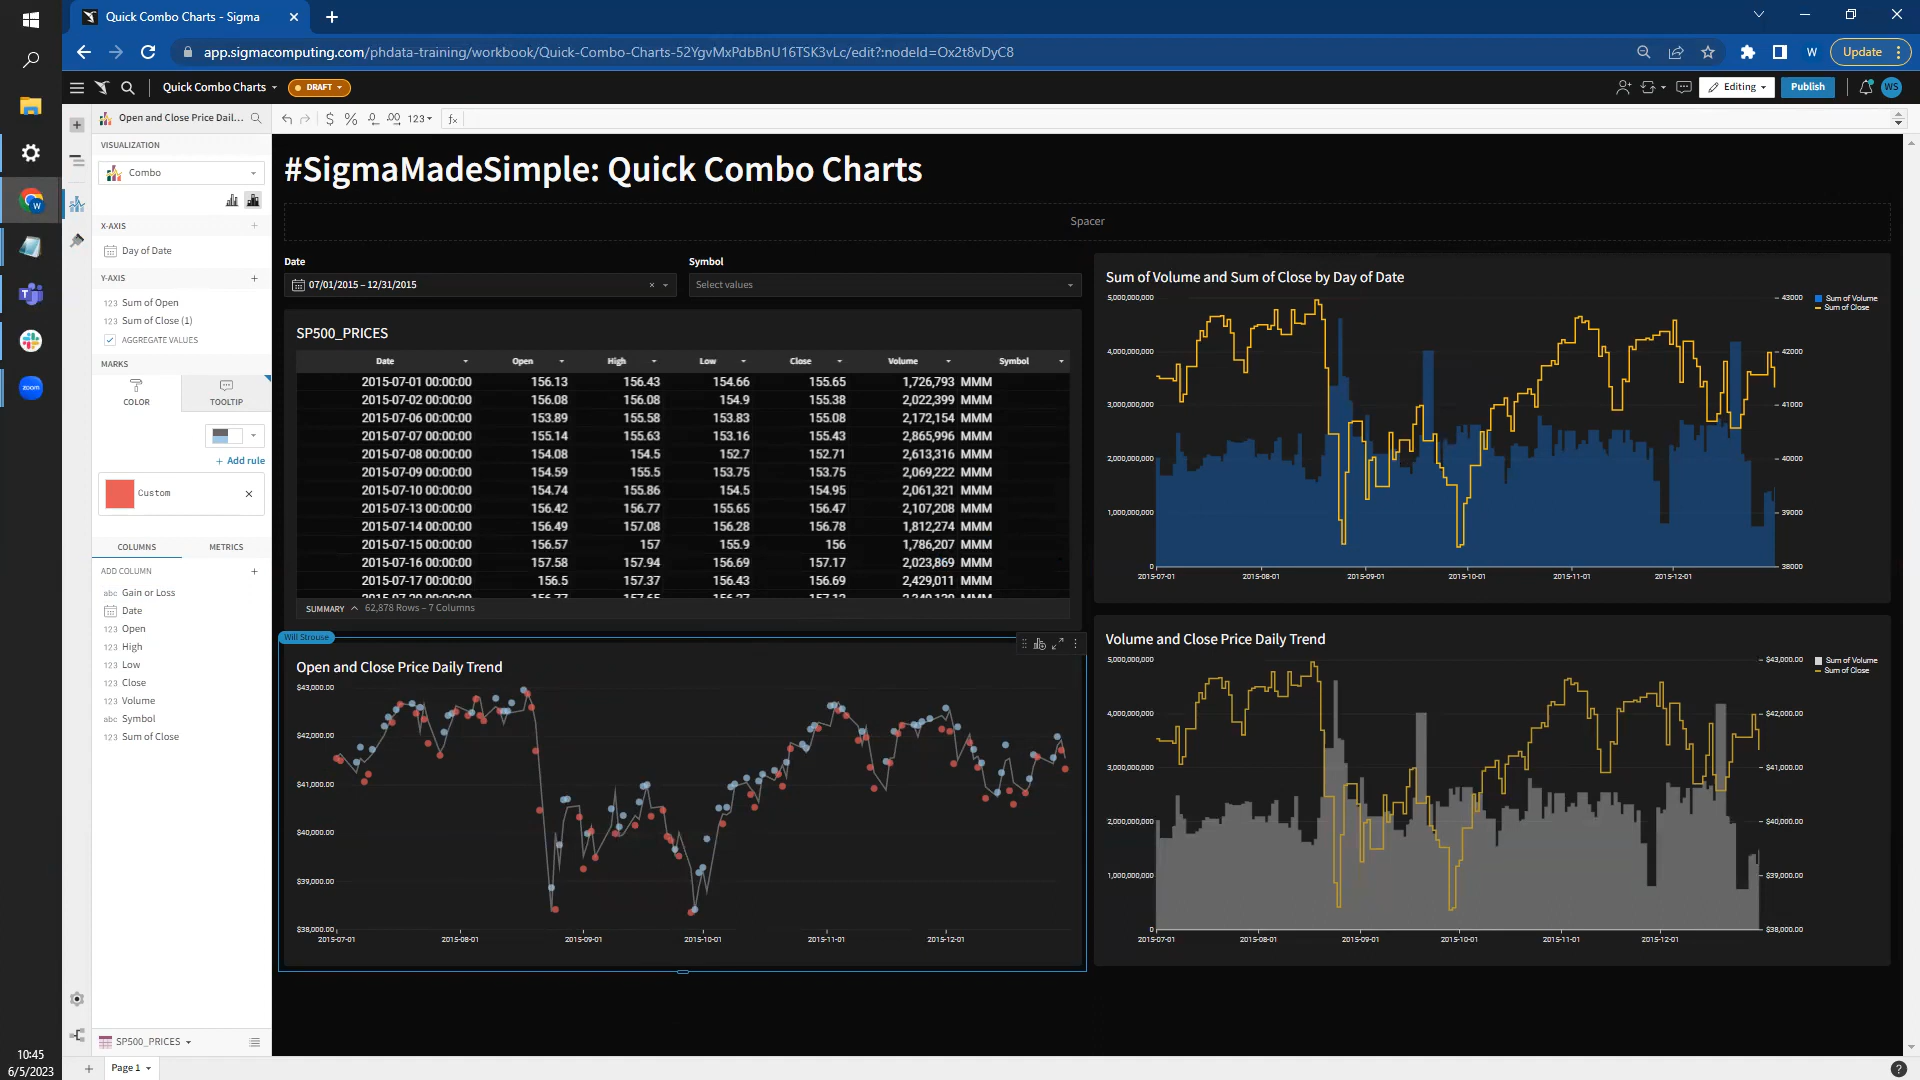 Quick Combo Charts - Sigma
app.sigmacomputing.com/phdata-training/workbook/Quick-Combo-Charts-52YgvMxPdbBnU16TSK3vLc/edit?:nodeId=Ox2t8vDyC8
W
Update
Quick Combo Charts
DRAFT
Editing
Publish
WS
Open and Close Price Dail...
$ % 123 fx
VISUALIZATION
Combo
X-AXIS
Day of Date
Y-AXIS
123 Sum of Open
123 Sum of Close (1)
AGGREGATE VALUES
MARKS
COLOR
TOOLTIP
+ Add rule
Custom
COLUMNS
METRICS
ADD COLUMN
abc Gain or Loss
Date
123 Open
123 High
123 Low
123 Close
123 Volume
abc Symbol
123 Sum of Close
SP500_PRICES
Page 1
zoom
10:45
6/5/2023
#SigmaMadeSimple: Quick Combo Charts
Spacer
Date
07/01/2015 – 12/31/2015
Symbol
Select values
SP500_PRICES
Date Open High Low Close Volume Symbol
2015-07-01 00:00:00 156.13 156.43 154.66 155.65 1,726,793 MMM
2015-07-02 00:00:00 156.08 156.08 154.9 155.38 2,022,399 MMM
2015-07-06 00:00:00 153.89 155.58 153.83 155.08 2,172,154 MMM
2015-07-07 00:00:00 155.14 155.63 153.16 155.43 2,865,996 MMM
2015-07-08 00:00:00 154.08 154.5 152.7 152.71 2,613,316 MMM
2015-07-09 00:00:00 154.59 155.5 153.75 153.75 2,069,222 MMM
2015-07-10 00:00:00 154.74 155.86 154.5 154.95 2,061,321 MMM
2015-07-13 00:00:00 156.42 156.77 155.65 156.47 2,107,208 MMM
2015-07-14 00:00:00 156.49 157.08 156.28 156.78 1,812,274 MMM
2015-07-15 00:00:00 156.57 157 155.9 156 1,786,207 MMM
2015-07-16 00:00:00 157.58 157.94 156.69 157.17 2,023,869 MMM
2015-07-17 00:00:00 156.5 157.37 156.43 156.69 2,429,011 MMM
SUMMARY 62,878 Rows – 7 Columns
Will Strouse
Open and Close Price Daily Trend
$43,000.00
$42,000.00
$41,000.00
$40,000.00
$39,000.00
$38,000.00
2015-07-01 2015-08-01 2015-09-01 2015-10-01 2015-11-01 2015-12-01
Sum of Volume and Sum of Close by Day of Date
5,000,000,000
4,000,000,000
3,000,000,000
2,000,000,000
1,000,000,000
0
43000
42000
41000
40000
39000
38000
Sum of Volume
Sum of Close
2015-07-01 2015-08-01 2015-09-01 2015-10-01 2015-11-01 2015-12-01
Volume and Close Price Daily Trend
5,000,000,000
4,000,000,000
3,000,000,000
2,000,000,000
1,000,000,000
0
$43,000.00
$42,000.00
$41,000.00
$40,000.00
$39,000.00
$38,000.00
Sum of Volume
Sum of Close
2015-07-01 2015-08-01 2015-09-01 2015-10-01 2015-11-01 2015-12-01